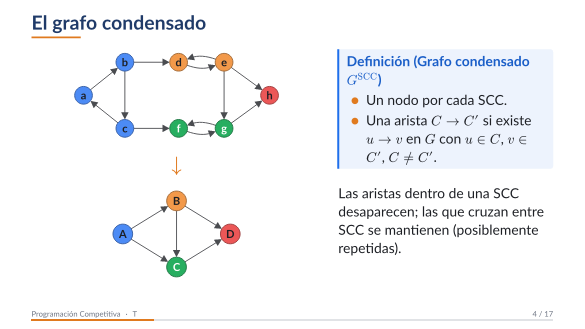 El grafo condensado
b
d
e
a
h
c
f
g
B
A
D
C
Definición (Grafo condensado
G^SCC)
Un nodo por cada SCC.
Una arista C → C′ si existe
u → v en G con u ∈ C, v ∈
C′, C ≠ C′.
Las aristas dentro de una SCC
desaparecen; las que cruzan entre
SCC se mantienen (posiblemente
repetidas).
Programación Competitiva · T
4 / 17